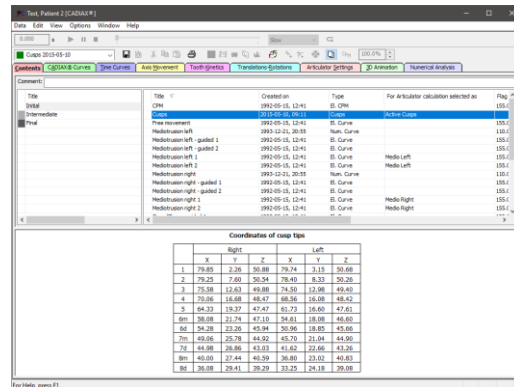 Test, Patient 2 [CADIAX®]
Data Edit View Options Window Help
0.000 Slow
Cusps 2015-05-10 100.0%
Contents CADIAX® Curves Time Curves Axis Movement Tooth Kinetics Translations-Rotations Articulator Settings 3D Animation Numerical Analysis
Comment:
Title
Initial
Intermediate
Final
Title Created on Type For Articulator calculation selected as Flag
CPM 1992-05-15, 12:41 El. CPM 155.0
Cusps 2015-05-10, 09:11 Cusps Active Cusps
Free movement 1992-05-15, 12:41 El. Curve 155.0
Mediotrusion left 1993-12-21, 20:55 Num. Curve 110.0
Mediotrusion left - guided 1 1992-05-15, 12:41 El. Curve 155.0
Mediotrusion left - guided 2 1992-05-15, 12:41 El. Curve 155.0
Mediotrusion left 1 1992-05-15, 12:41 El. Curve Medio Left 155.0
Mediotrusion left 2 1992-05-15, 12:41 El. Curve Medio Left 155.0
Mediotrusion right 1993-12-21, 20:55 Num. Curve 110.0
Mediotrusion right - guided 1 1992-05-15, 12:41 El. Curve 155.0
Mediotrusion right - guided 2 1992-05-15, 12:41 El. Curve 155.0
Mediotrusion right 1 1992-05-15, 12:41 El. Curve Medio Right 155.0
Mediotrusion right 2 1992-05-15, 12:41 El. Curve Medio Right 155.0
Coordinates of cusp tips
Right Left
X Y Z X Y Z
1 79.85 2.26 50.88 79.74 3.15 50.68
2 79.25 7.60 50.54 78.40 8.33 50.26
3 75.58 12.63 49.88 74.50 12.98 49.40
4 70.06 16.68 48.47 68.56 16.08 48.42
5 64.33 19.37 47.47 61.73 16.60 47.61
6m 58.08 21.74 47.10 54.61 18.08 46.60
6d 54.28 23.26 45.94 50.96 18.85 45.66
7m 49.06 25.78 44.92 45.70 21.04 44.90
7d 44.98 26.86 43.03 41.62 22.66 43.26
8m 40.00 27.44 40.59 36.80 23.02 40.83
8d 36.08 29.41 39.29 33.25 24.18 39.08
For Help, press F1